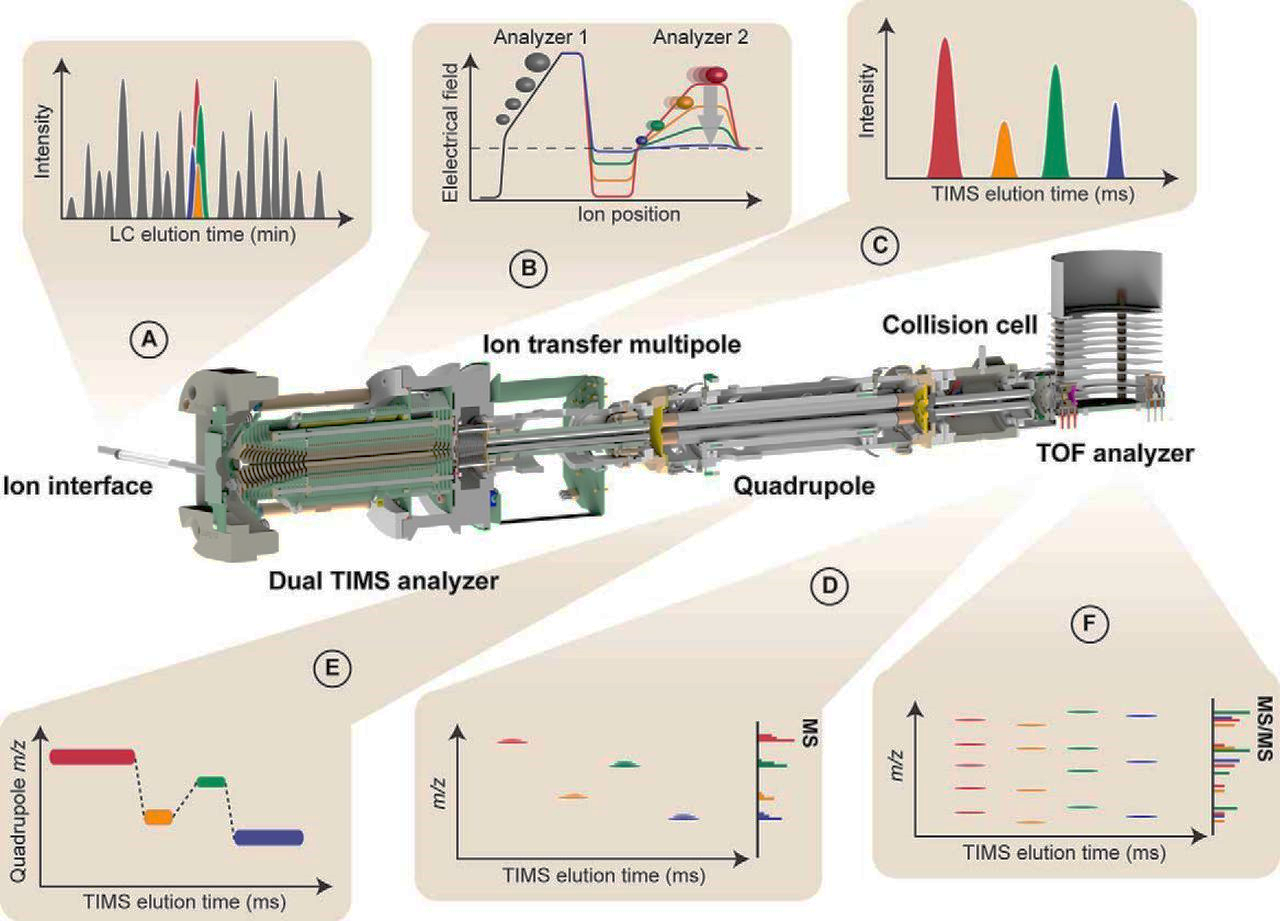 Analyzer 1
Analyzer 2
Intensity
LC elution time (min)
Elelectrical field
Ion position
Intensity
TIMS elution time (ms)
A
B
C
Ion transfer multipole
Collision cell
Ion interface
Dual TIMS analyzer
Quadrupole
TOF analyzer
D
E
F
Quadrupole m/z
TIMS elution time (ms)
m/z
MS
TIMS elution time (ms)
m/z
MS/MS
TIMS elution time (ms)